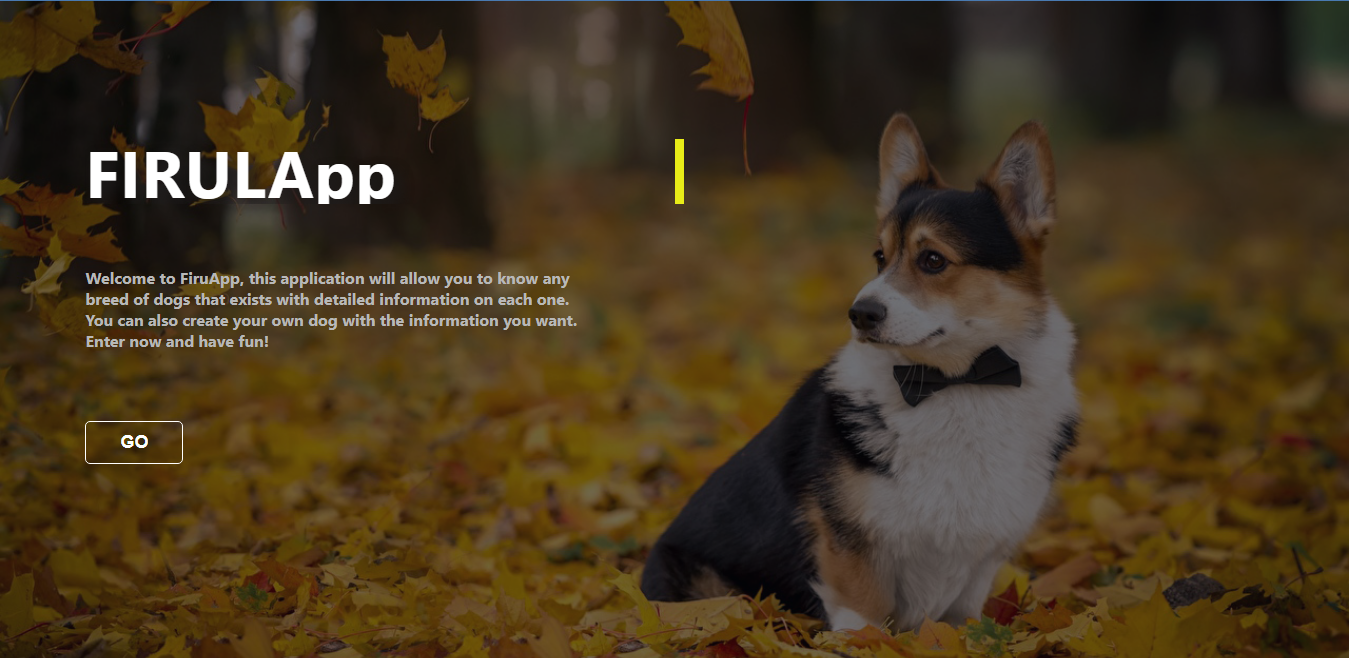 FIRULApp
Welcome to FiruApp, this application will allow you to know any
breed of dogs that exists with detailed information on each one.
You can also create your own dog with the information you want.
Enter now and have fun!
GO